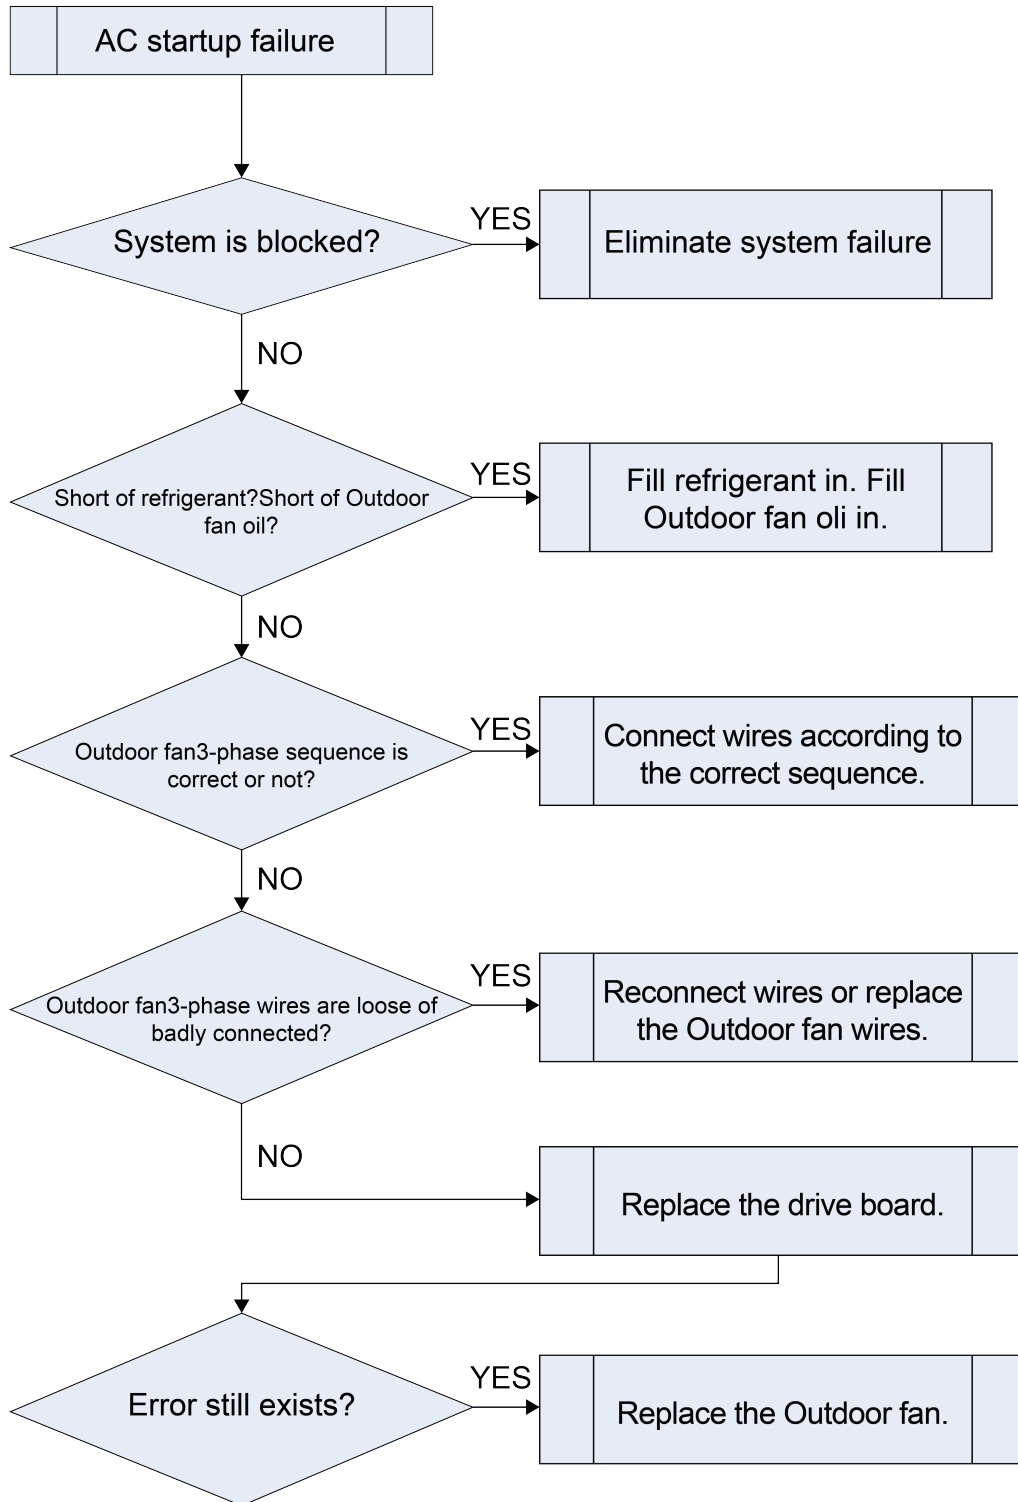 AC startup failure
System is blocked?
YES
Eliminate system failure
NO
Short of refrigerant?Short of Outdoor
fan oil?
YES
Fill refrigerant in. Fill
Outdoor fan oli in.
NO
Outdoor fan3-phase sequence is
correct or not?
YES
Connect wires according to
the correct sequence.
NO
Outdoor fan3-phase wires are loose of
badly connected?
YES
Reconnect wires or replace
the Outdoor fan wires.
NO
Replace the drive board.
Error still exists?
YES
Replace the Outdoor fan.